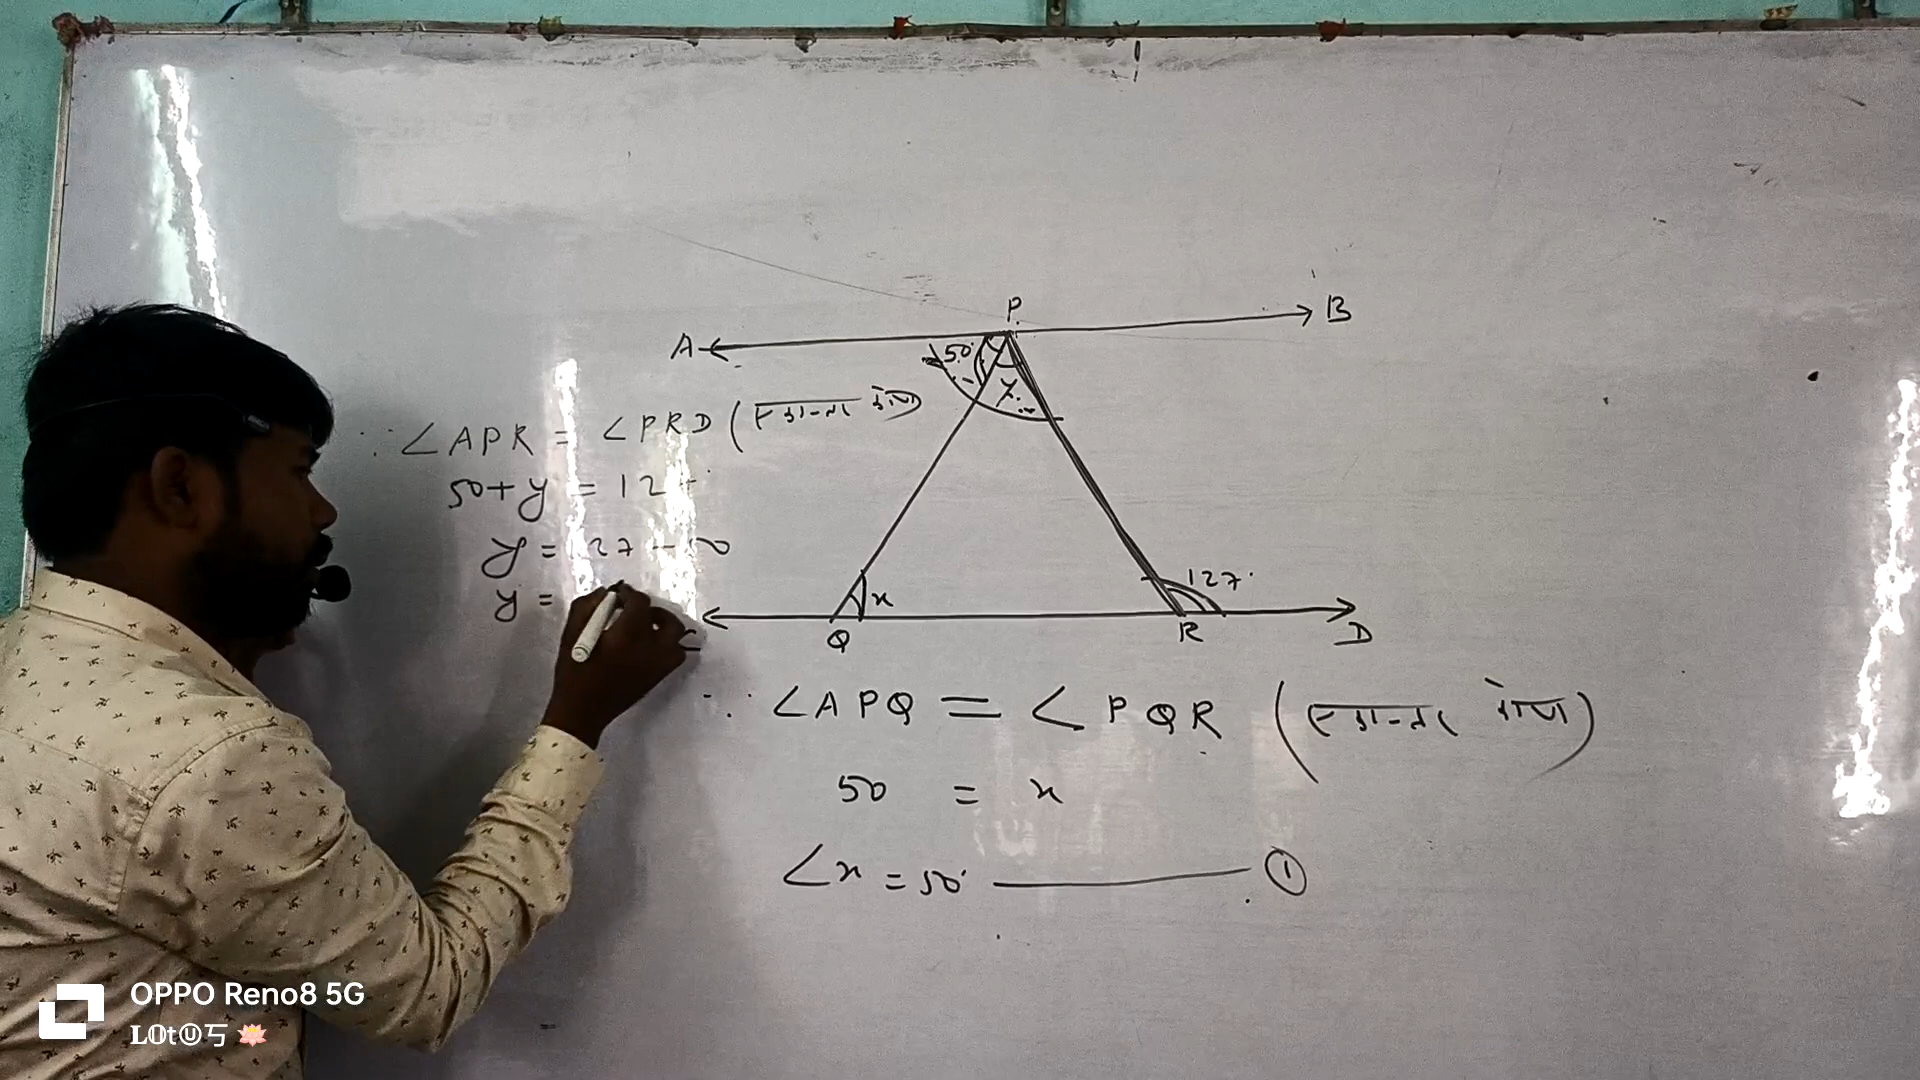 P
A
B
50°
y
∵ ∠APR = ∠PRD (एकान्तर कोण)
50+y = 127
y = 127 - 50
y =
x
127°
Q
R
D
∵ ∠APQ = ∠PQR (एकान्तर कोण)
50 = x
∠x = 50° ①
OPPO Reno8 5G